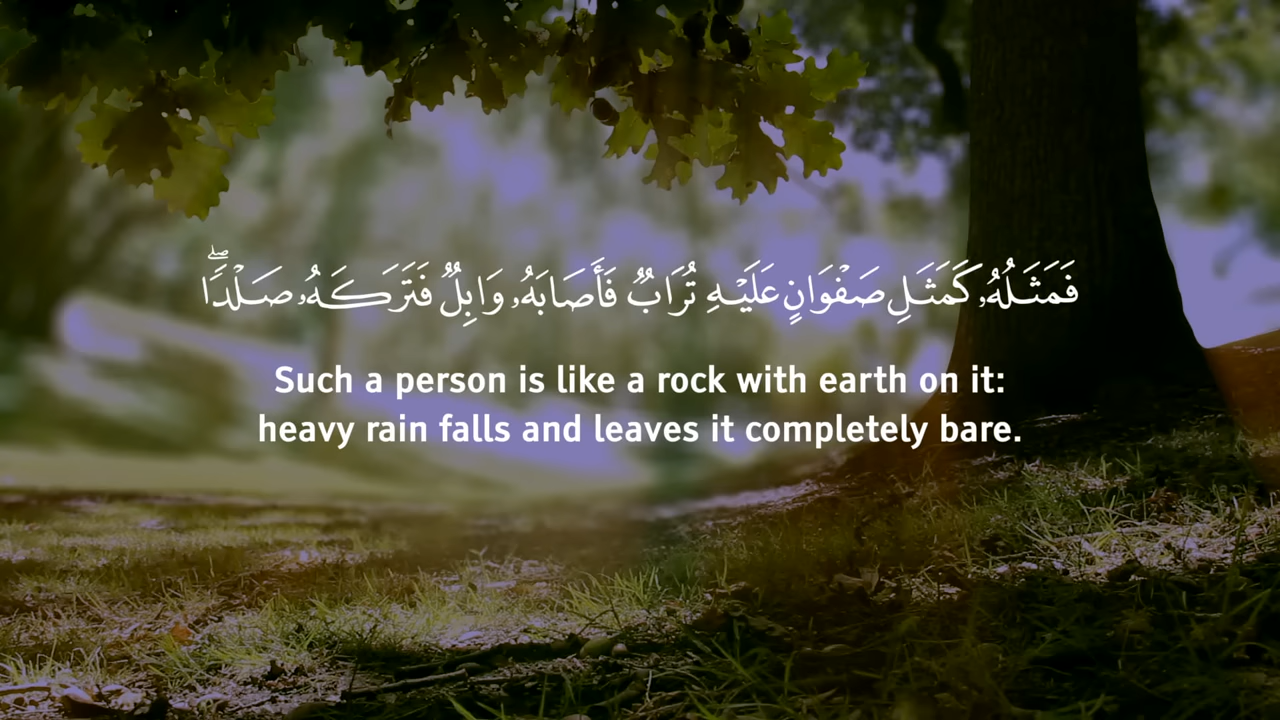 فَمَثَلُهُۥ كَمَثَلِ صَفْوَانٍ عَلَيْهِ تُرَابٌ فَأَصَابَهُۥ وَابِلٌ فَتَرَكَهُۥ صَلْدًا ۖ
Such a person is like a rock with earth on it:
heavy rain falls and leaves it completely bare.